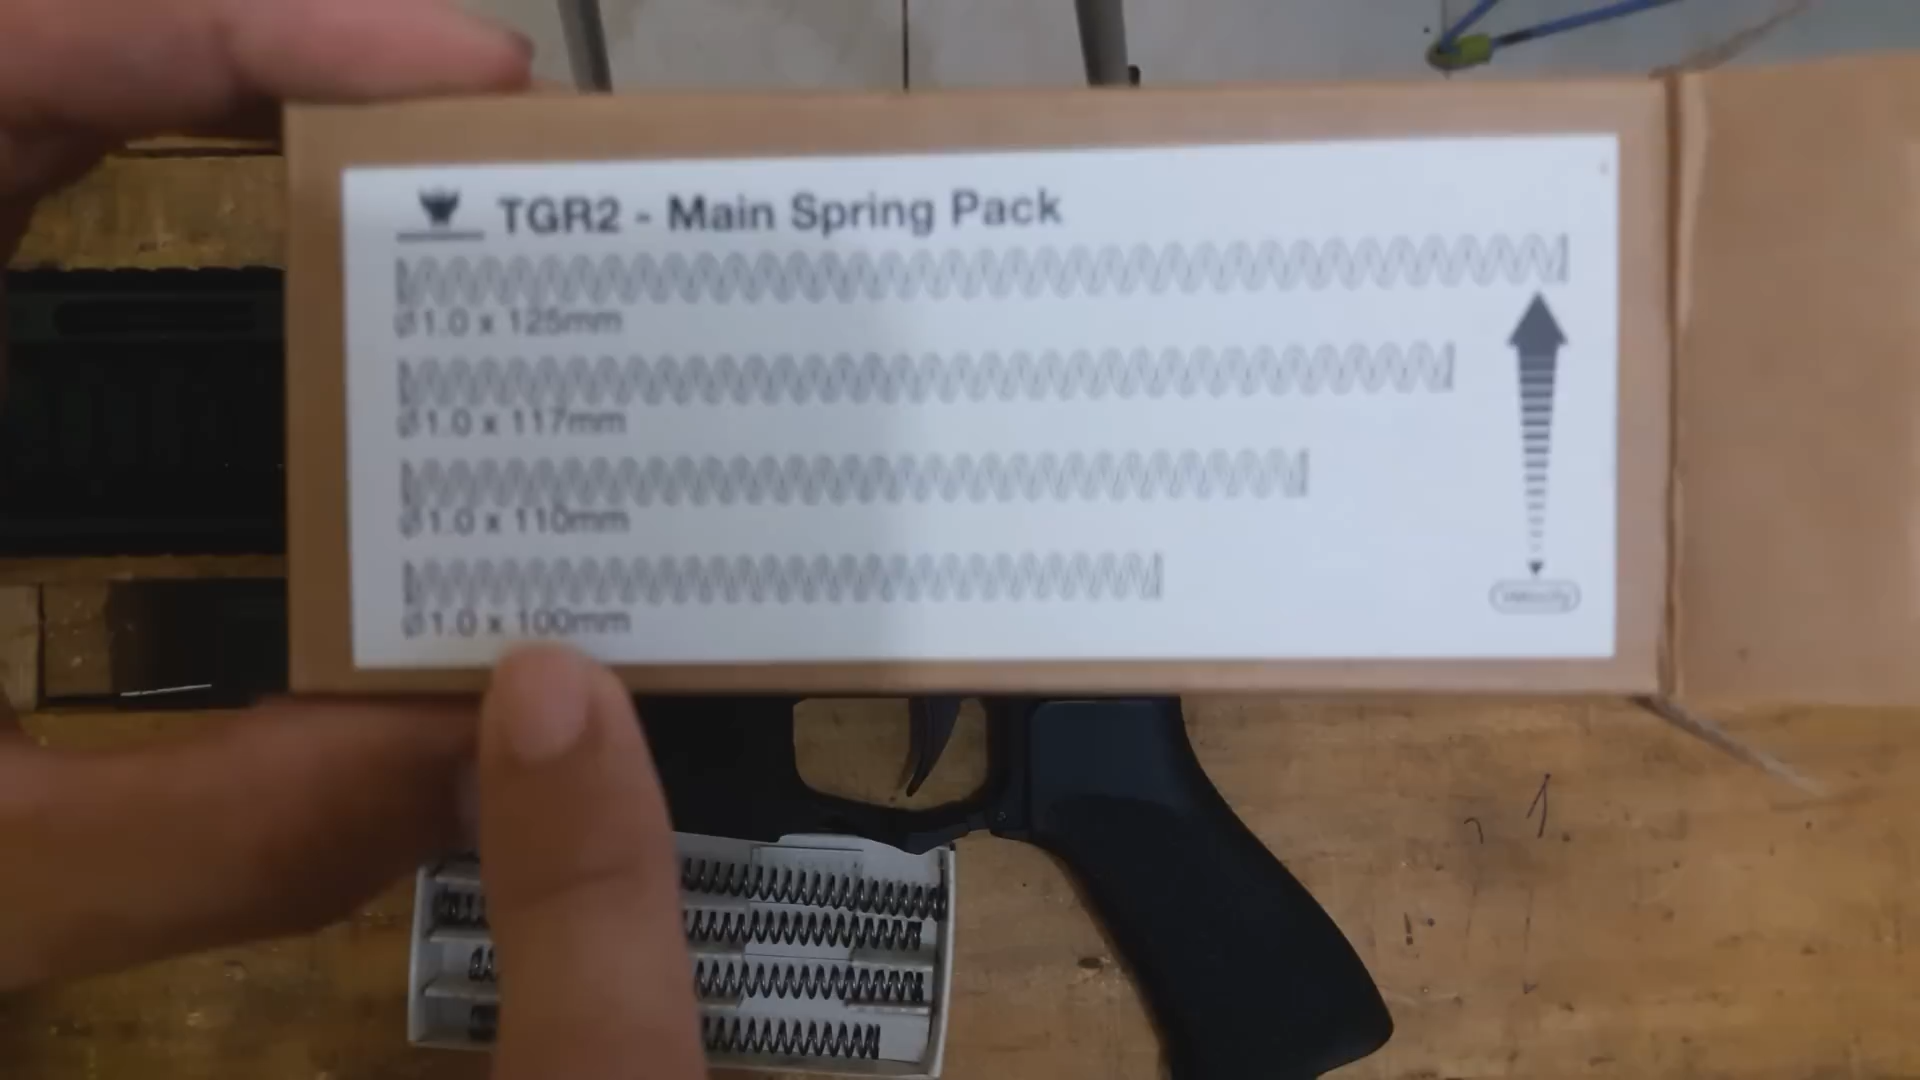 TGR2 - Main Spring Pack
Ø1.0 x 125mm
Ø1.0 x 117mm
Ø1.0 x 110mm
Ø1.0 x 100mm